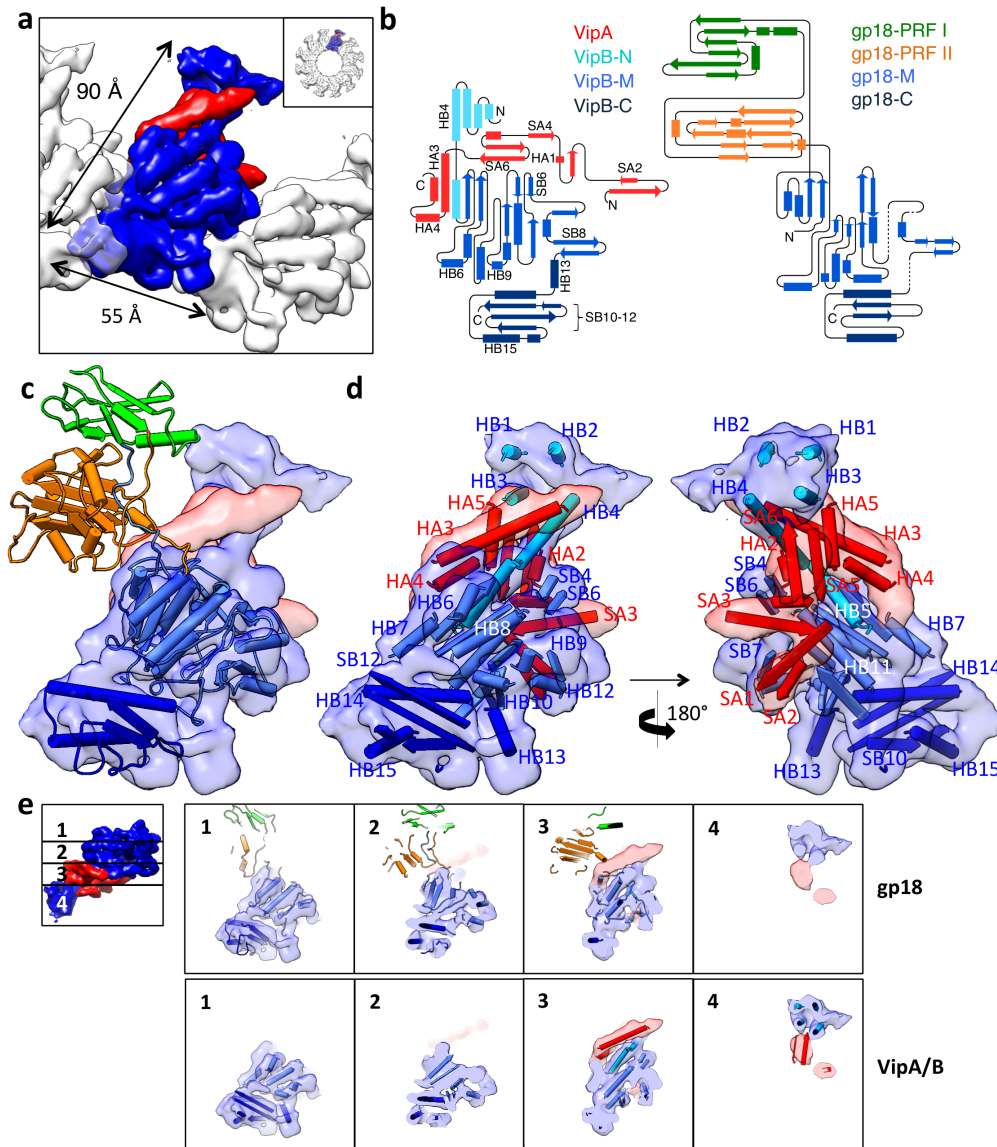 a
90 Å
55 Å
b
VipA
VipB-N
VipB-M
VipB-C
gp18-PRF I
gp18-PRF II
gp18-M
gp18-C
HB4
N
SA4
HA3
SA6
HA1
SB6
SA2
N
C
HA4
SB8
HB6
HB9
HB13
C
SB10-12
HB15
N
C
c
d
HB1
HB2
HB3
HA5
HB4
HA3
HA2
HA4
SB4
HB6
SB6
SA3
HB7
HB8
HB9
SB12
HB12
HB14
HB10
HB15
HB13
180°
HB2
HB1
HB3
HB4
SA6
HA5
HA2
HA3
SB4
SB6
SA5
HA4
SA3
HB5
HB7
SB7
HB11
HB14
SA1
SA2
HB13
SB10
HB15
e
1
2
3
4
1
2
3
4
gp18
1
2
3
4
VipA/B